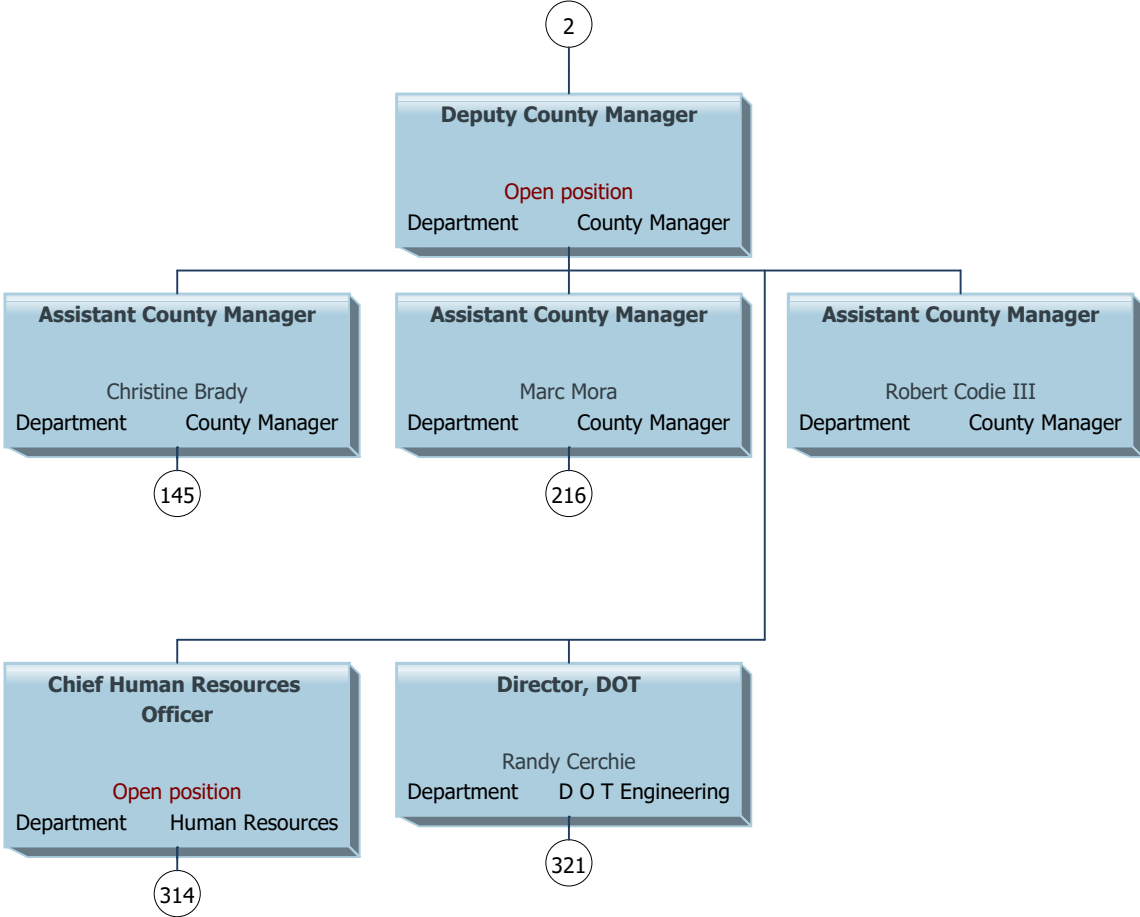 2
Deputy County Manager
Open position
Department County Manager
Assistant County Manager
Christine Brady
Department County Manager
145
Assistant County Manager
Marc Mora
Department County Manager
216
Assistant County Manager
Robert Codie III
Department County Manager
Chief Human Resources
Officer
Open position
Department Human Resources
314
Director, DOT
Randy Cerchie
Department D O T Engineering
321